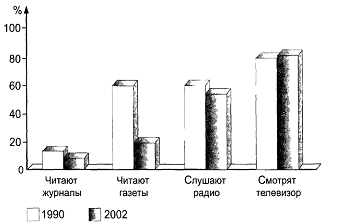 %
100
80
60
40
20
0
Читают журналы
Читают газеты
Слушают радио
Смотрят телевизор
1990
2002